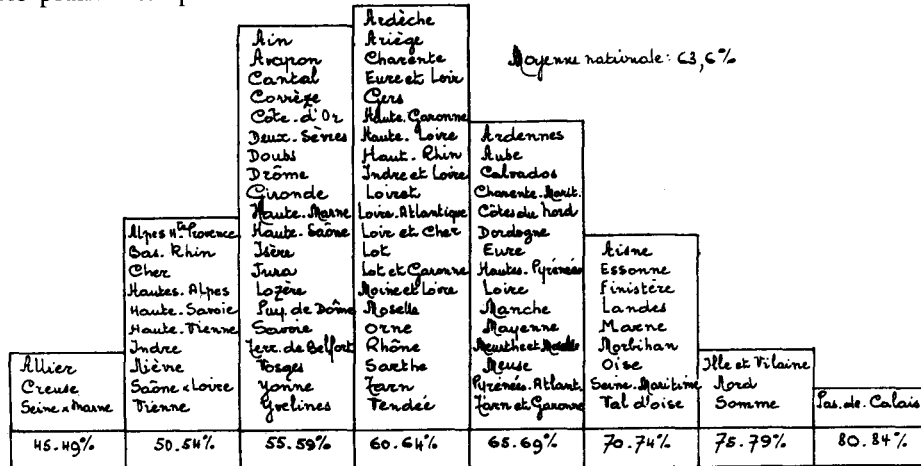 Ardèche
Ariège
Charente
Eure et Loir
Gers
Haute.Garonne
Haute.Loire
Haut.Rhin
Indre et Loire
Loiret
Loire.Atlantique
Loir et Cher
Lot
Lot et Garonne
Maine et Loire
Moselle
Orne
Rhône
Sarthe
Tarn
Vendée
60.64%
Moyenne nationale: 63,6%
Ain
Aveyron
Cantal
Corrèze
Côte.d'Or
Deux.Sèvres
Doubs
Drôme
Gironde
Haute.Marne
Haute.Saône
Isère
Jura
Lozère
Puy.de Dôme
Savoie
Terr.de Belfort
Vosges
Yonne
Yvelines
55.59%
Ardennes
Aube
Calvados
Charente.Marit.
Côtes du Nord
Dordogne
Eure
Hautes.Pyrénées
Loire
Manche
Mayenne
Meurthe et Moselle
Meuse
Pyrénées.Atlant.
Tarn et Garonne
65.69%
Alpes Hte Provence
Bas.Rhin
Cher
Hautes.Alpes
Haute.Savoie
Haute.Vienne
Indre
Nièvre
Saône & Loire
Vienne
50.54%
Aisne
Essonne
Finistère
Landes
Marne
Morbihan
Oise
Seine.Maritime
Val d'oise
70.74%
Allier
Creuse
Seine & Marne
45.49%
Ille et Vilaine
Nord
Somme
75.79%
Pas.de.Calais
80.84%